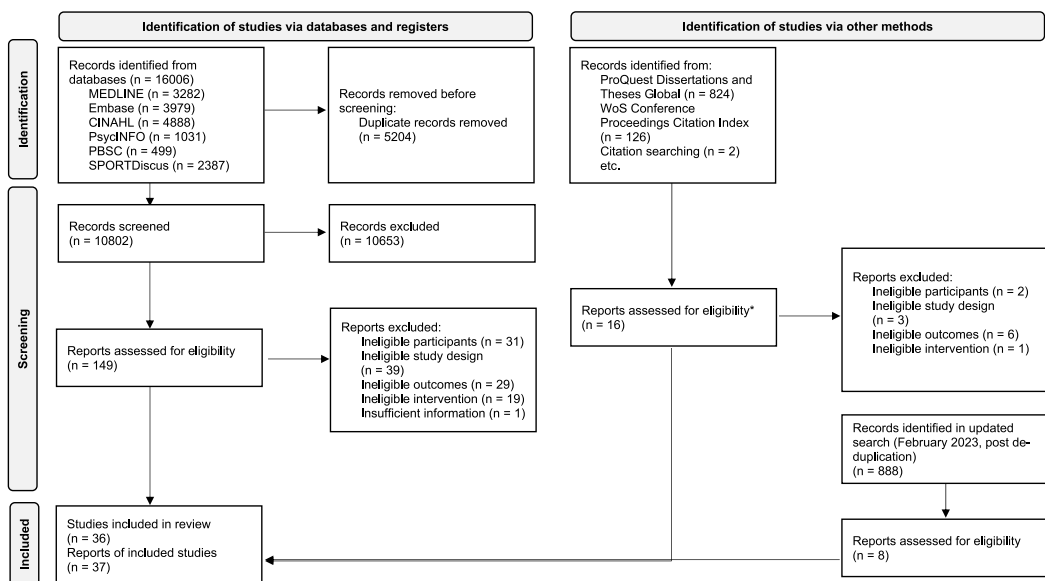 Identification of studies via databases and registers
Identification of studies via other methods
Identification
Records identified from
databases (n = 16006)
MEDLINE (n = 3282)
Embase (n = 3979)
CINAHL (n = 4888)
PsycINFO (n = 1031)
PBSC (n = 499)
SPORTDiscus (n = 2387)
Records removed before
screening:
Duplicate records removed
(n = 5204)
Records identified from:
ProQuest Dissertations and
Theses Global (n = 824)
WoS Conference
Proceedings Citation Index
(n = 126)
Citation searching (n = 2)
etc.
Screening
Records screened
(n = 10802)
Records excluded
(n = 10653)
Reports assessed for eligibility
(n = 149)
Reports excluded:
Ineligible participants (n = 31)
Ineligible study design
(n = 39)
Ineligible outcomes (n = 29)
Ineligible intervention (n = 19)
Insufficient information (n = 1)
Reports assessed for eligibility*
(n = 16)
Reports excluded:
Ineligible participants (n = 2)
Ineligible study design
(n = 3)
Ineligible outcomes (n = 6)
Ineligible intervention (n = 1)
Records identified in updated
search (February 2023, post de-
duplication)
(n = 888)
Included
Studies included in review
(n = 36)
Reports of included studies
(n = 37)
Reports assessed for eligibility
(n = 8)